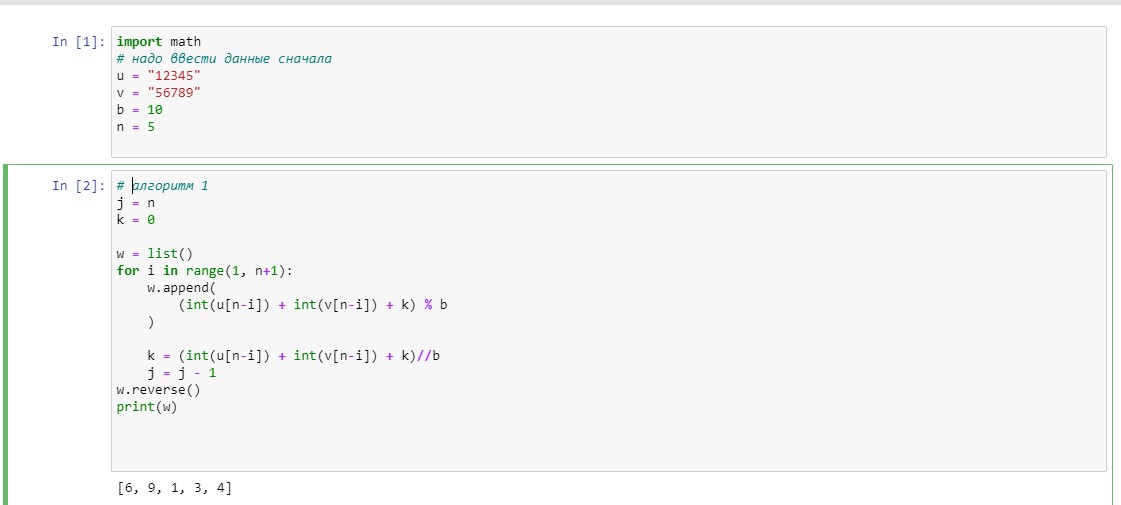 In [1]: import math
# надо ввести данные сначала
u = "12345"
v = "56789"
b = 10
n = 5
In [2]: # алгоритм 1
j = n
k = 0
w = list()
for i in range(1, n+1):
    w.append(
        (int(u[n-i]) + int(v[n-i]) + k) % b
    )
    k = (int(u[n-i]) + int(v[n-i]) + k)//b
    j = j - 1
w.reverse()
print(w)
[6, 9, 1, 3, 4]